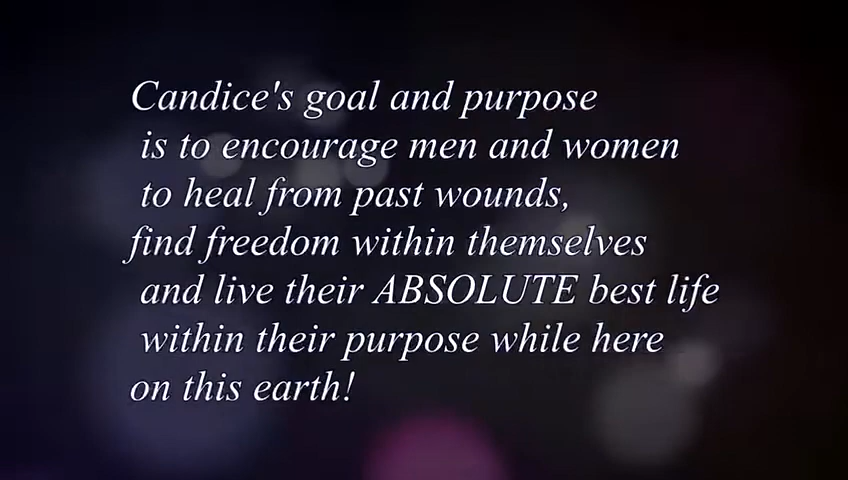 Candice's goal and purpose
is to encourage men and women
to heal from past wounds,
find freedom within themselves
and live their ABSOLUTE best life
within their purpose while here
on this earth!